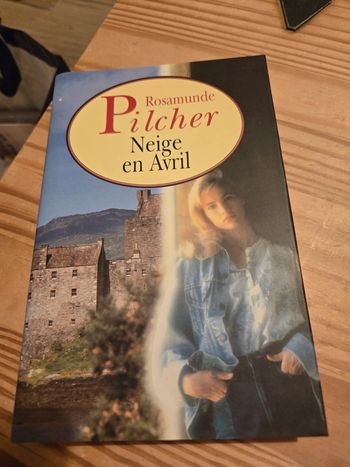 Rosamunde
Pilcher
Neige
en Avril